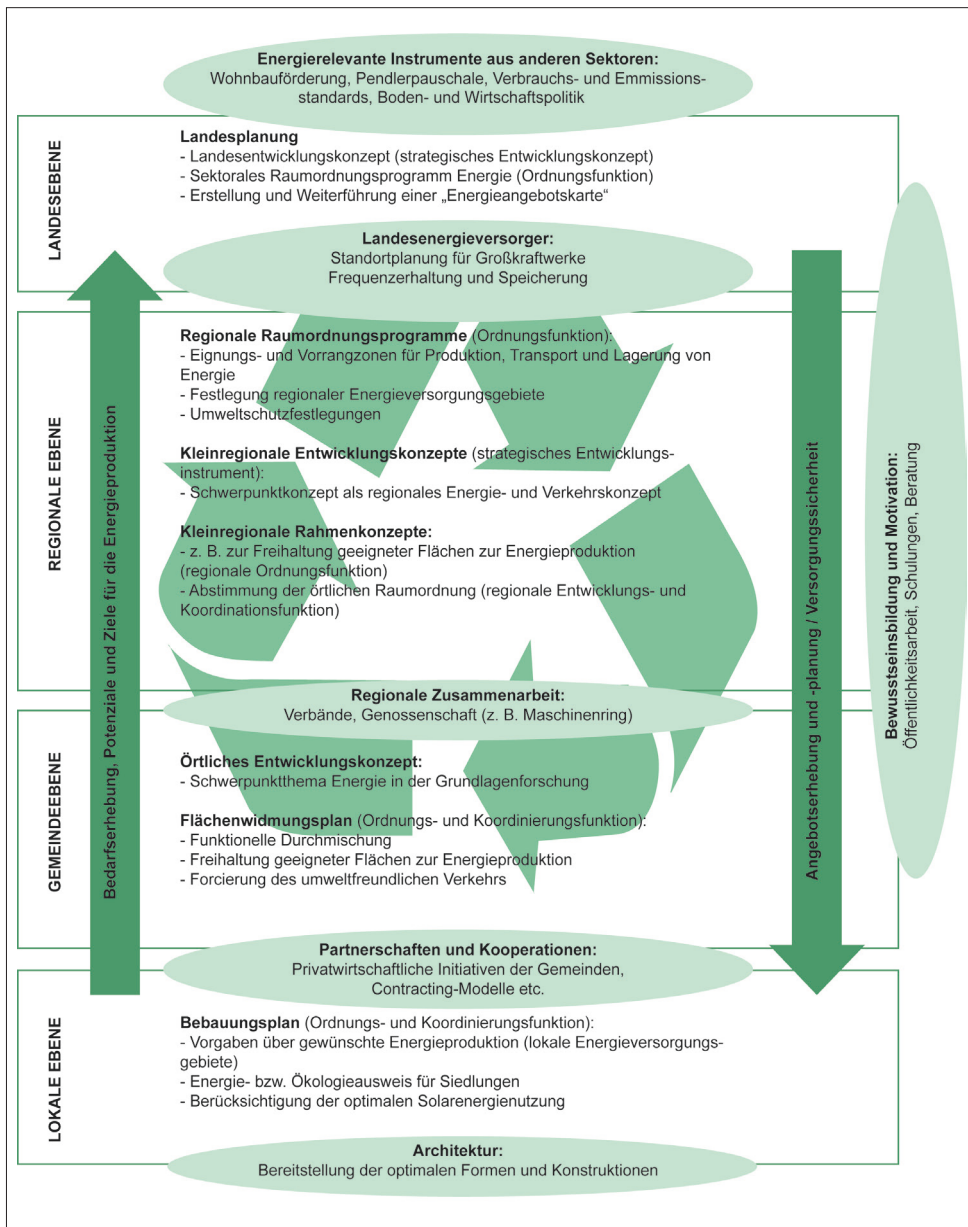 Energierelevante Instrumente aus anderen Sektoren:
Wohnbauförderung, Pendlerpauschale, Verbrauchs- und Emmissions-
standards, Boden- und Wirtschaftspolitik
LANDESEBENE
Landesplanung
- Landesentwicklungskonzept (strategisches Entwicklungskonzept)
- Sektorales Raumordnungsprogramm Energie (Ordnungsfunktion)
- Erstellung und Weiterführung einer „Energieangebotskarte“
Landesenergieversorger:
Standortplanung für Großkraftwerke
Frequenzerhaltung und Speicherung
REGIONALE EBENE
Bedarfserhebung, Potenziale und Ziele für die Energieproduktion
Regionale Raumordnungsprogramme (Ordnungsfunktion):
- Eignungs- und Vorrangzonen für Produktion, Transport und Lagerung von
Energie
- Festlegung regionaler Energieversorgungsgebiete
- Umweltschutzfestlegungen
Kleinregionale Entwicklungskonzepte (strategisches Entwicklungs-
instrument):
- Schwerpunktkonzept als regionales Energie- und Verkehrskonzept
Kleinregionale Rahmenkonzepte:
- z. B. zur Freihaltung geeigneter Flächen zur Energieproduktion
(regionale Ordnungsfunktion)
- Abstimmung der örtlichen Raumordnung (regionale Entwicklungs- und
Koordinationsfunktion)
Angebotserhebung und -planung / Versorgungssicherheit
Bewusstseinsbildung und Motivation:
Öffentlichkeitsarbeit, Schulungen, Beratung
Regionale Zusammenarbeit:
Verbände, Genossenschaft (z. B. Maschinenring)
GEMEINDEEBENE
Örtliches Entwicklungskonzept:
- Schwerpunktthema Energie in der Grundlagenforschung
Flächenwidmungsplan (Ordnungs- und Koordinierungsfunktion):
- Funktionelle Durchmischung
- Freihaltung geeigneter Flächen zur Energieproduktion
- Forcierung des umweltfreundlichen Verkehrs
Partnerschaften und Kooperationen:
Privatwirtschaftliche Initiativen der Gemeinden,
Contracting-Modelle etc.
LOKALE EBENE
Bebauungsplan (Ordnungs- und Koordinierungsfunktion):
- Vorgaben über gewünschte Energieproduktion (lokale Energieversorgungs-
gebiete)
- Energie- bzw. Ökologieausweis für Siedlungen
- Berücksichtigung der optimalen Solarenergienutzung
Architektur:
Bereitstellung der optimalen Formen und Konstruktionen